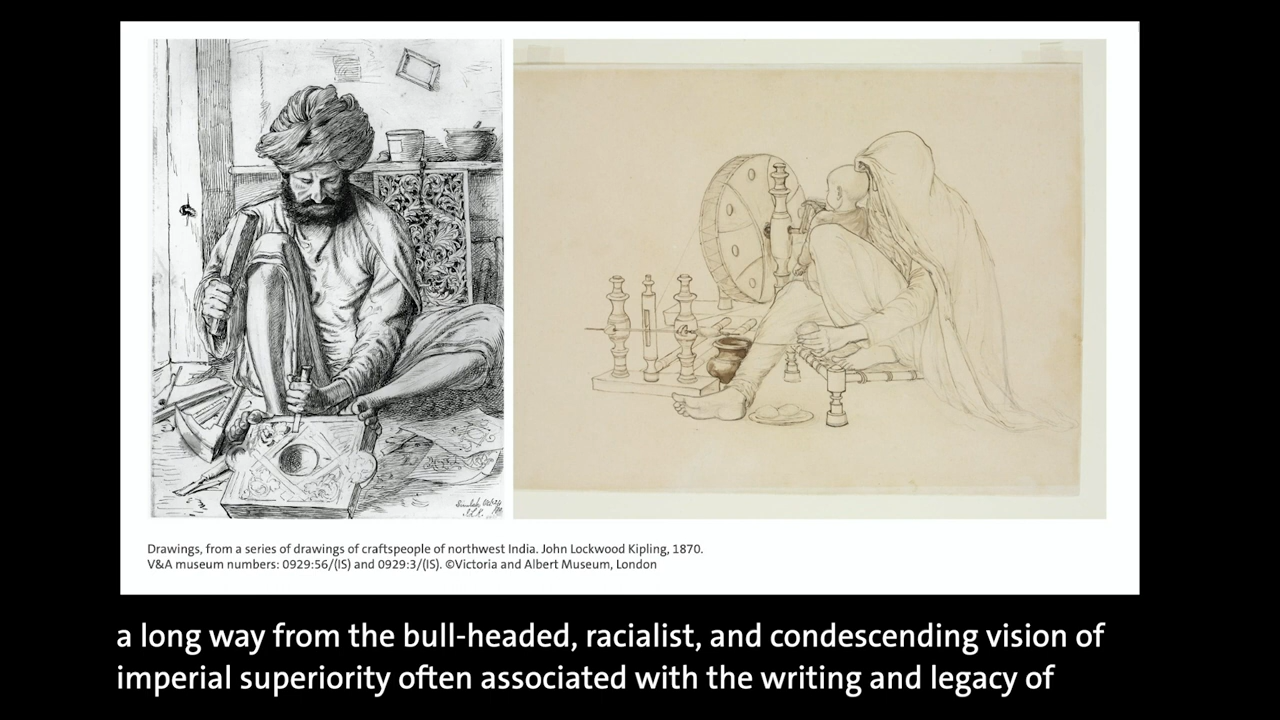 Drawings, from a series of drawings of craftspeople of northwest India. John Lockwood Kipling, 1870.
V&A museum numbers: 0929:56/(IS) and 0929:3/(IS). ©Victoria and Albert Museum, London
a long way from the bull-headed, racialist, and condescending vision of
imperial superiority often associated with the writing and legacy of